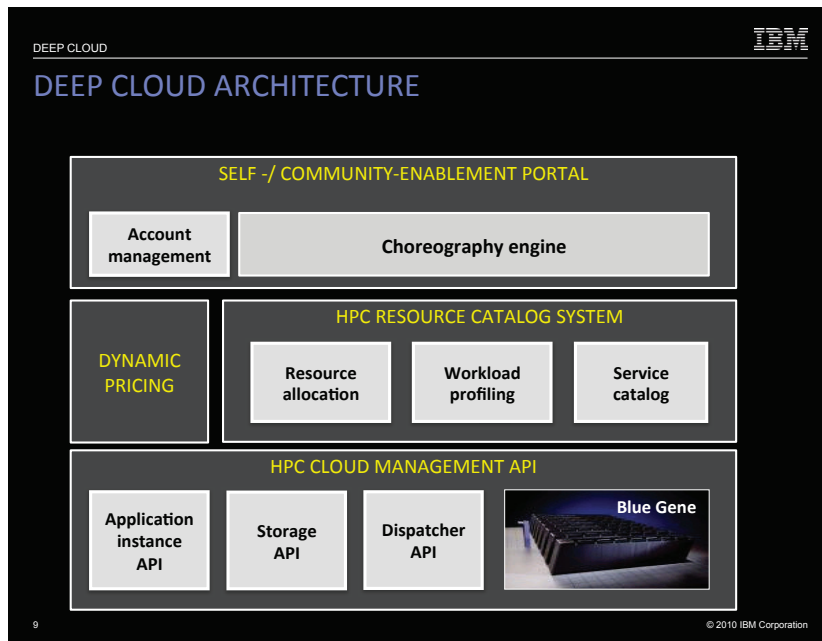 DEEP CLOUD
IBM
DEEP CLOUD ARCHITECTURE
SELF -/ COMMUNITY-ENABLEMENT PORTAL
Account
management
Choreography engine
DYNAMIC
PRICING
HPC RESOURCE CATALOG SYSTEM
Resource
allocation
Workload
profiling
Service
catalog
HPC CLOUD MANAGEMENT API
Application
instance
API
Storage
API
Dispatcher
API
Blue Gene
9
© 2010 IBM Corporation